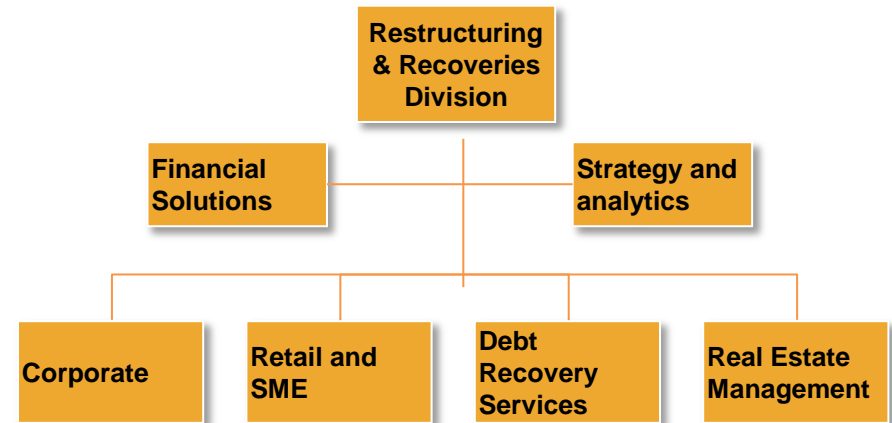 Restructuring
& Recoveries
Division
Financial
Solutions
Strategy and
analytics
Corporate
Retail and
SME
Debt
Recovery
Services
Real Estate
Management